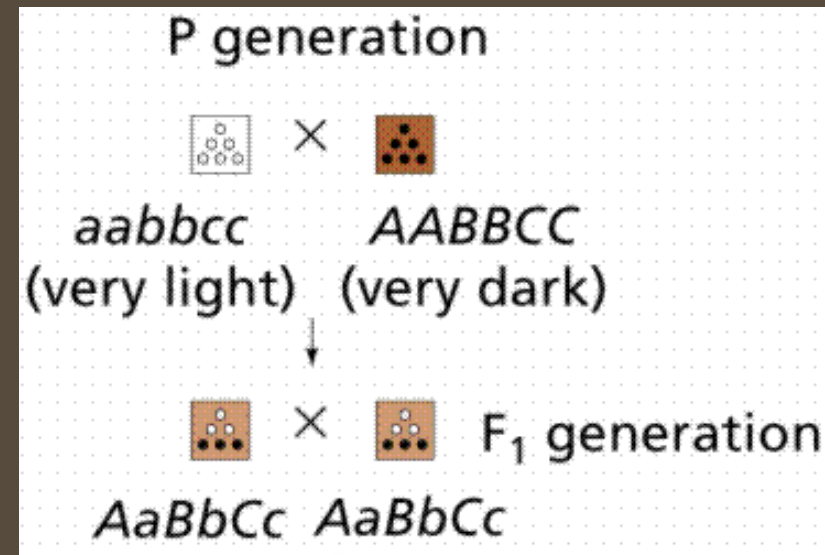 P generation
×
aabbcc AABBCC
(very light) (very dark)
× F₁ generation
AaBbCc AaBbCc